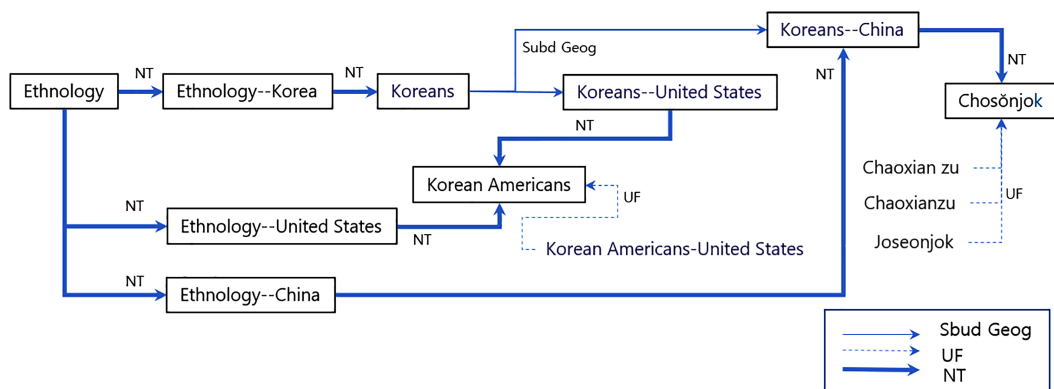 Koreans--China
Subd Geog
NT
NT
NT
NT
Ethnology
Ethnology--Korea
Koreans
Koreans--United States
Chosŏnjok
NT
Chaoxian zu
Korean Americans
NT
UF
UF
Chaoxianzu
Ethnology--United States
NT
Joseonjok
Korean Americans-United States
NT
Ethnology--China
Sbud Geog
UF
NT